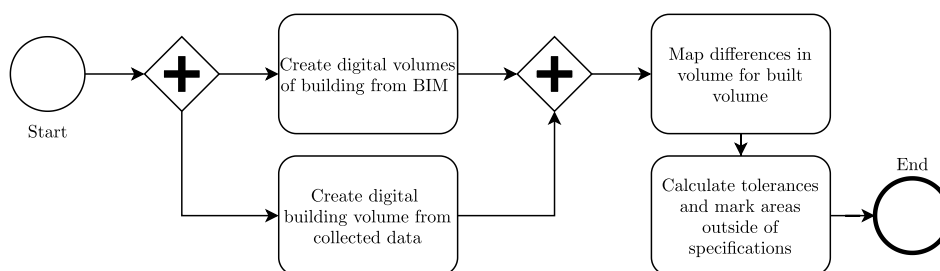 Start
Create digital volumes
of building from BIM
Create digital
building volume from
collected data
Map differences in
volume for built
volume
Calculate tolerances
and mark areas
outside of
specifications
End